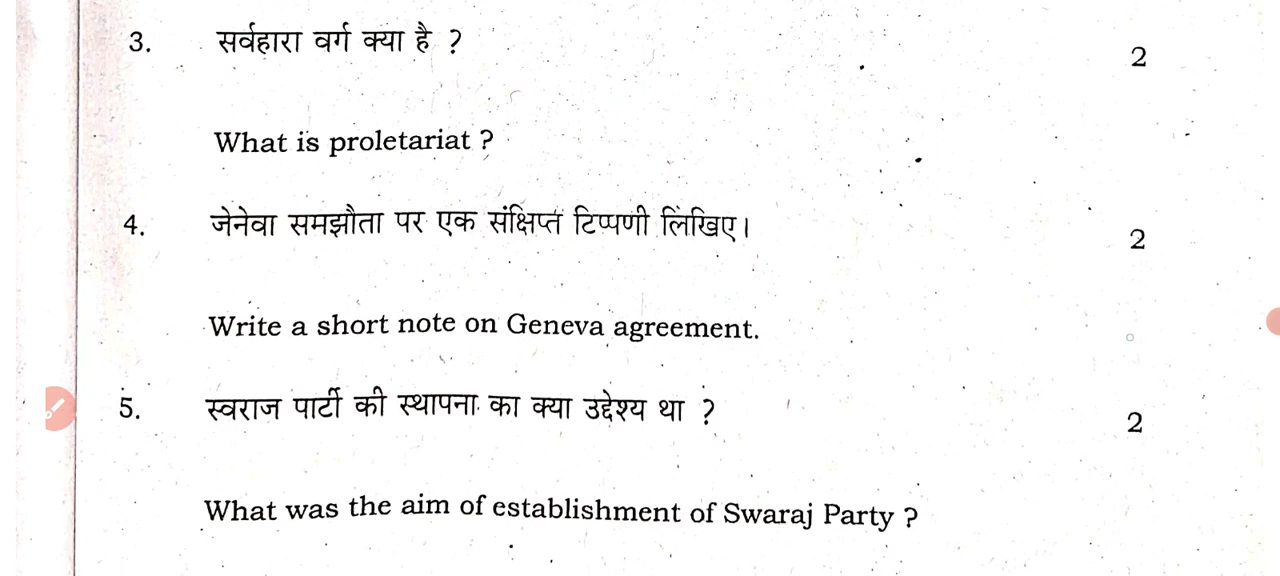 3. सर्वहारा वर्ग क्या है ? 2
What is proletariat ?
4. जेनेवा समझौता पर एक संक्षिप्त टिप्पणी लिखिए। 2
Write a short note on Geneva agreement.
5. स्वराज पार्टी की स्थापना का क्या उद्देश्य था ? 2
What was the aim of establishment of Swaraj Party ?